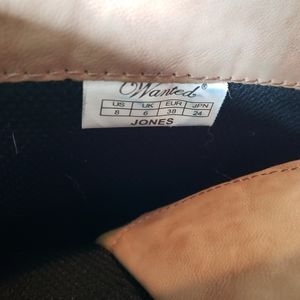 Wanted®
US UK EUR JPN
8 6 38 24
JONES